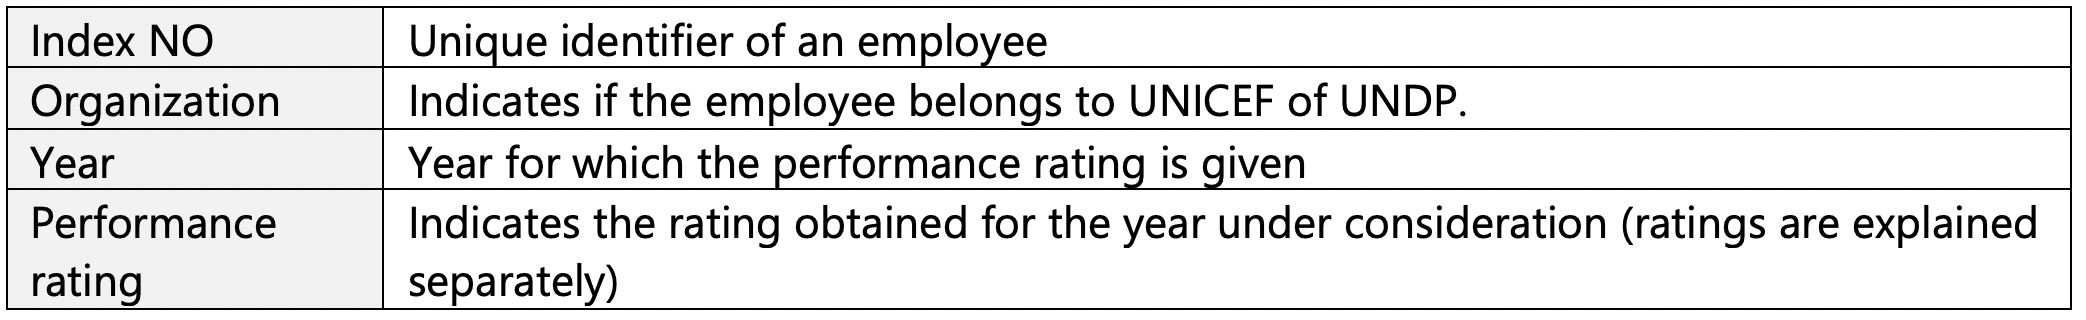 Index NO Unique identifier of an employee
Organization Indicates if the employee belongs to UNICEF of UNDP.
Year Year for which the performance rating is given
Performance Indicates the rating obtained for the year under consideration (ratings are explained
rating separately)